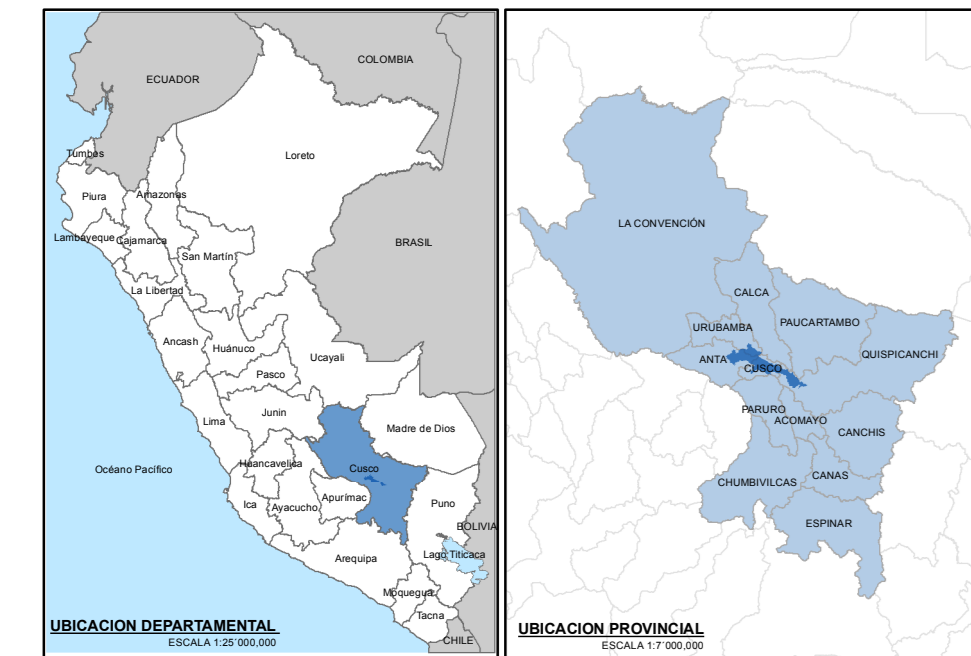 ECUADOR
COLOMBIA
Tumbes
Loreto
Piura
Amazonas
Lambayeque
Cajamarca
BRASIL
San Martín
La Libertad
Ancash
Huánuco
Ucayali
Pasco
Junin
Lima
Madre de Dios
Océano Pacífico
Huancavelica
Cusco
Apurímac
Ica
Ayacucho
Puno
BOLIVIA
Arequipa
Lago Titicaca
Moquegua
Tacna
CHILE
UBICACION DEPARTAMENTAL
ESCALA 1:25´000,000
LA CONVENCIÓN
CALCA
URUBAMBA
PAUCARTAMBO
ANTA
CUSCO
QUISPICANCHI
PARURO
ACOMAYO
CANCHIS
CHUMBIVILCAS
CANAS
ESPINAR
UBICACION PROVINCIAL
ESCALA 1:7´000,000